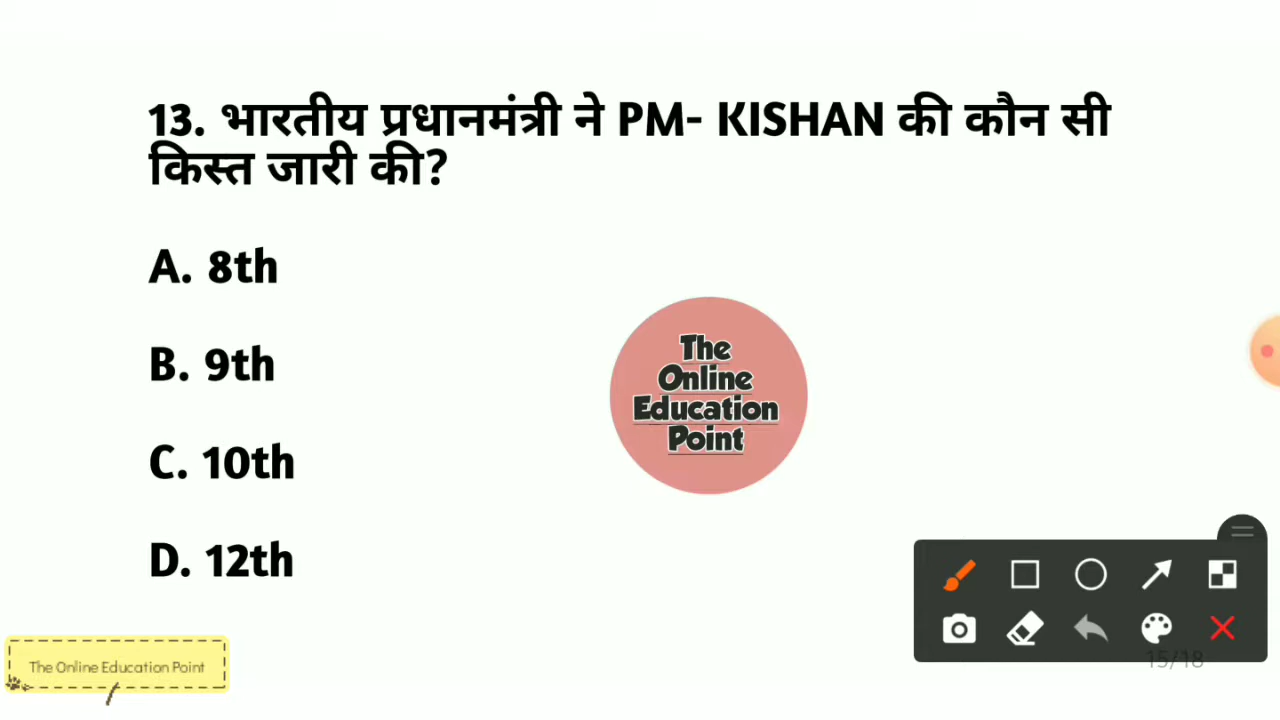 13. भारतीय प्रधानमंत्री ने PM- KISHAN की कौन सी
किस्त जारी की?
A. 8th
B. 9th
C. 10th
D. 12th
The
Online
Education
Point
The Online Education Point
15/18